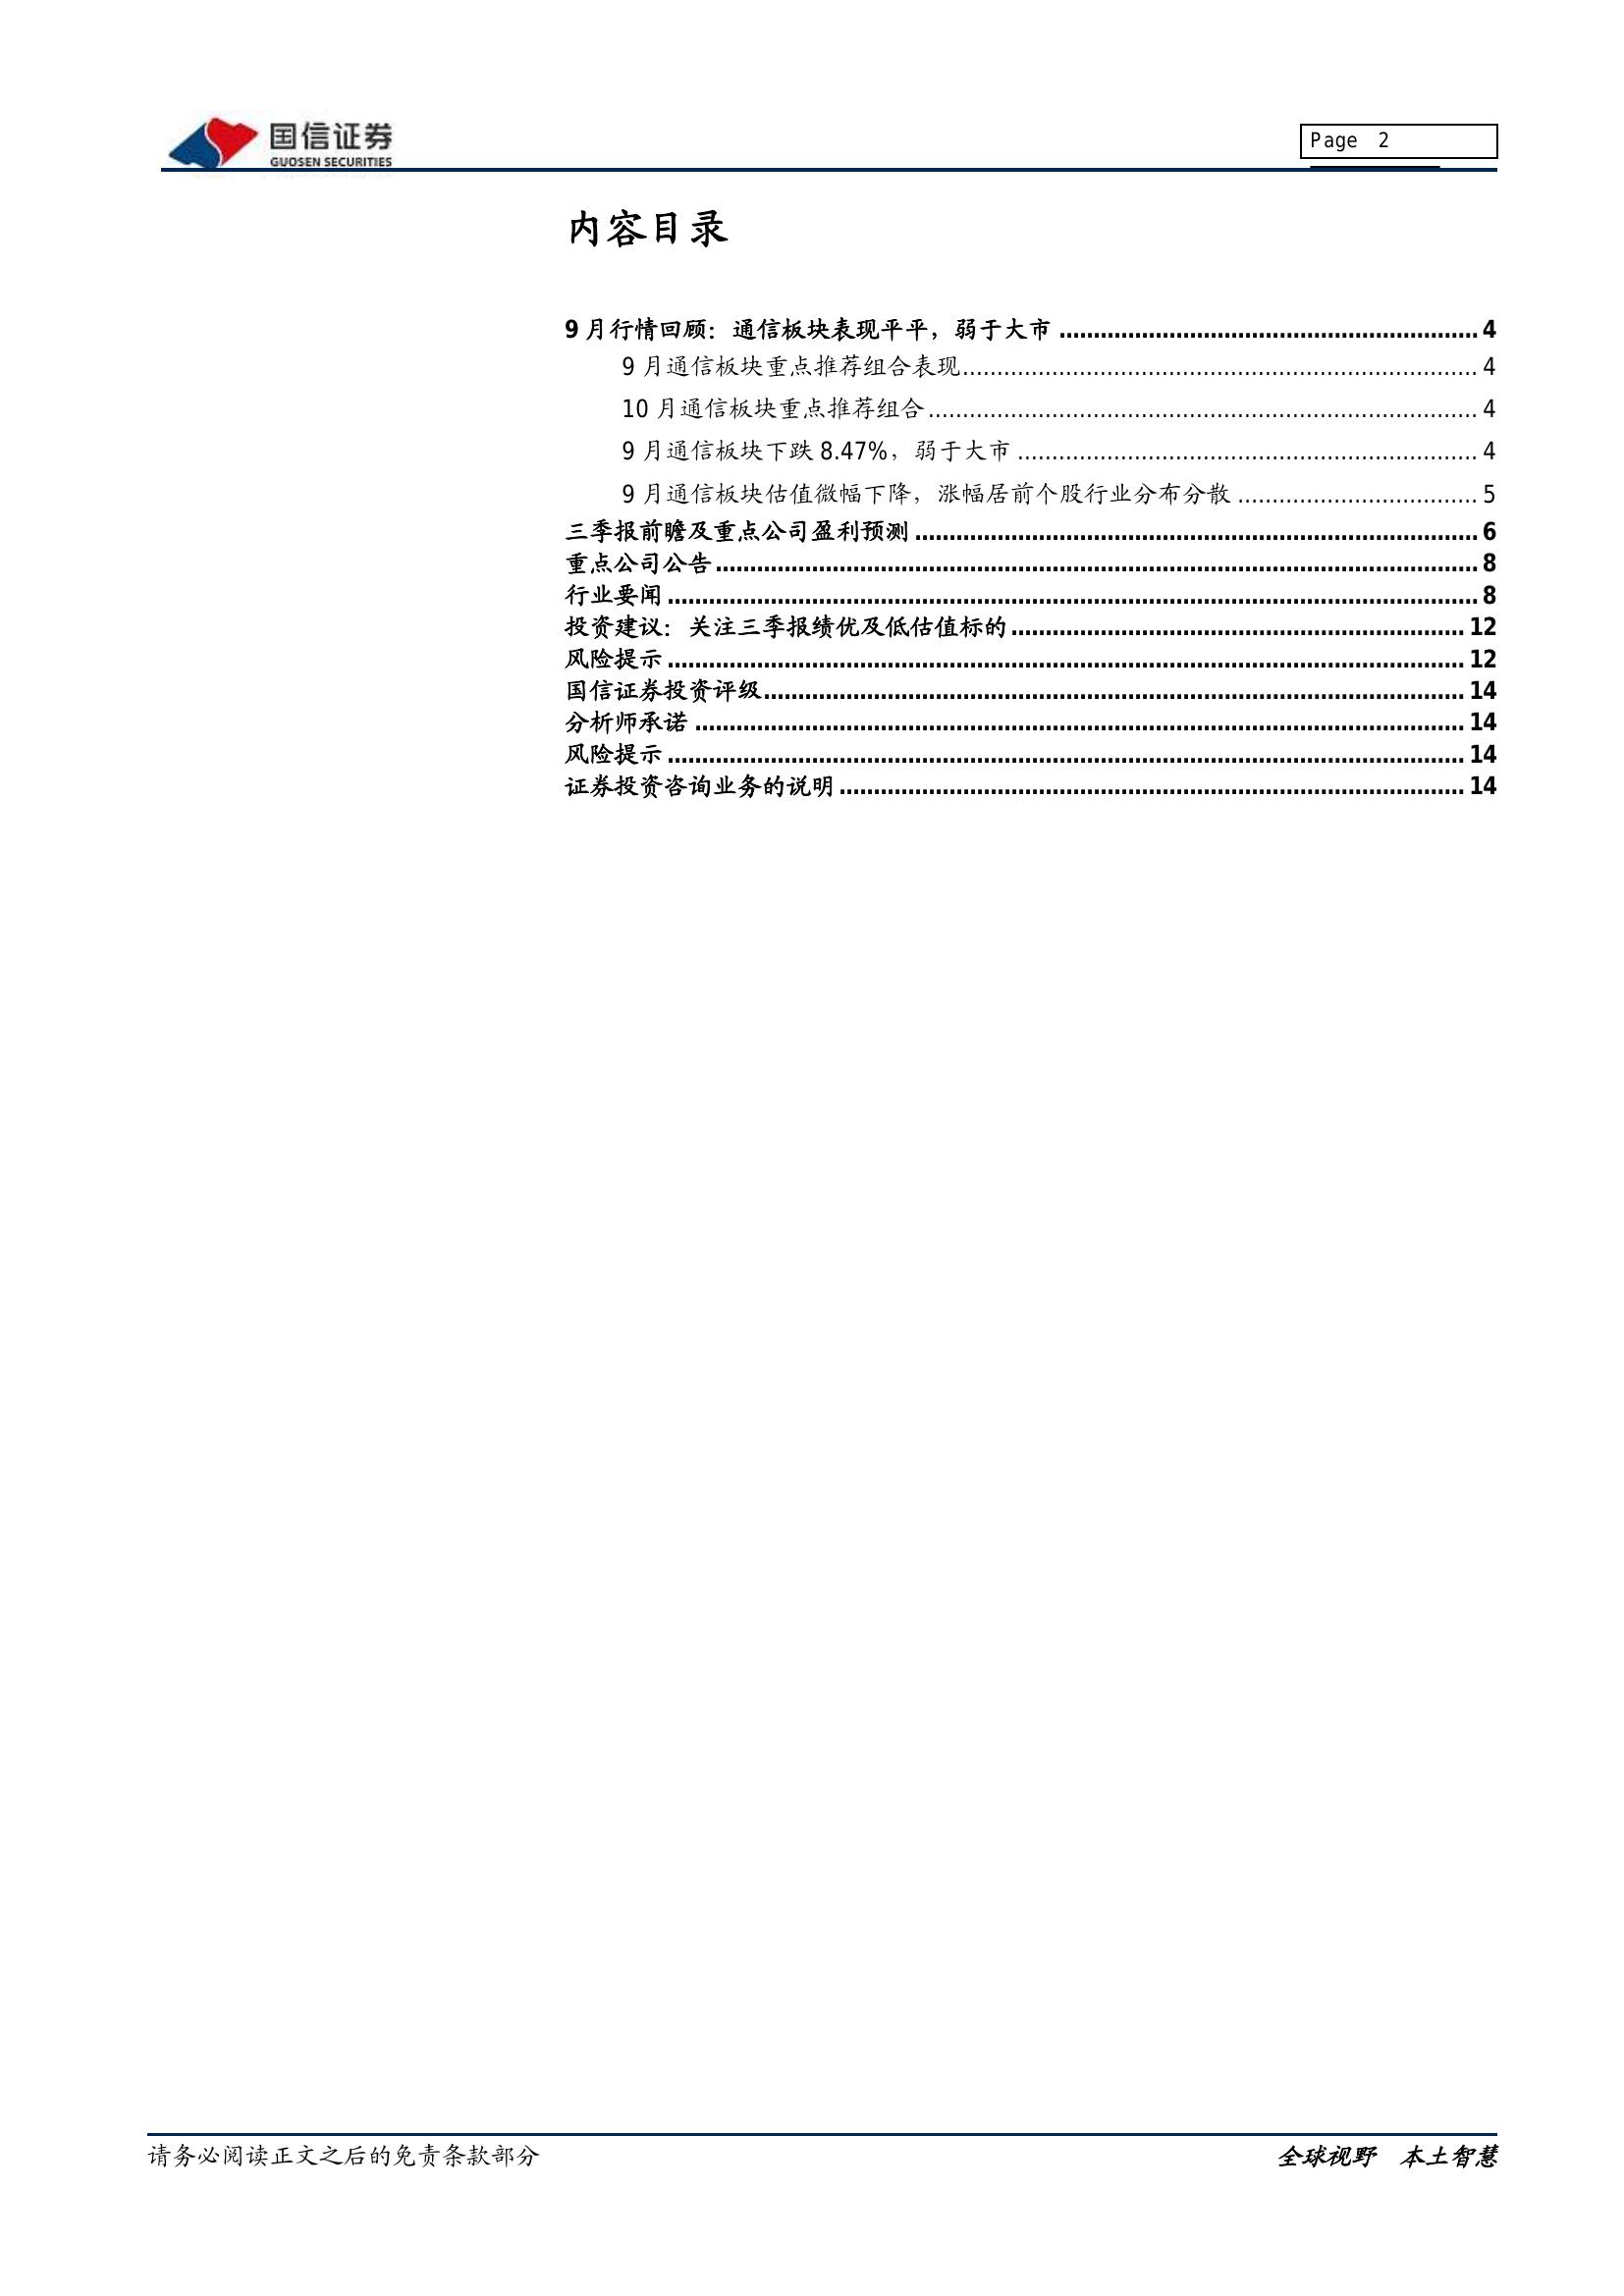 国信证券
GUOSEN SECURITIES
Page 2
内容目录
9 月行情回顾：通信板块表现平平，弱于大市 ............................................................. 4
9 月通信板块重点推荐组合表现........................................................................... 4
10 月通信板块重点推荐组合................................................................................ 4
9 月通信板块下跌 8.47%，弱于大市 ................................................................... 4
9 月通信板块估值微幅下降，涨幅居前个股行业分布分散 ................................... 5
三季报前瞻及重点公司盈利预测 .................................................................................. 6
重点公司公告............................................................................................................... 8
行业要闻 ...................................................................................................................... 8
投资建议：关注三季报绩优及低估值标的.................................................................. 12
风险提示 .................................................................................................................... 12
国信证券投资评级...................................................................................................... 14
分析师承诺 ................................................................................................................ 14
风险提示 .................................................................................................................... 14
证券投资咨询业务的说明 ........................................................................................... 14
请务必阅读正文之后的免责条款部分
全球视野 本土智慧